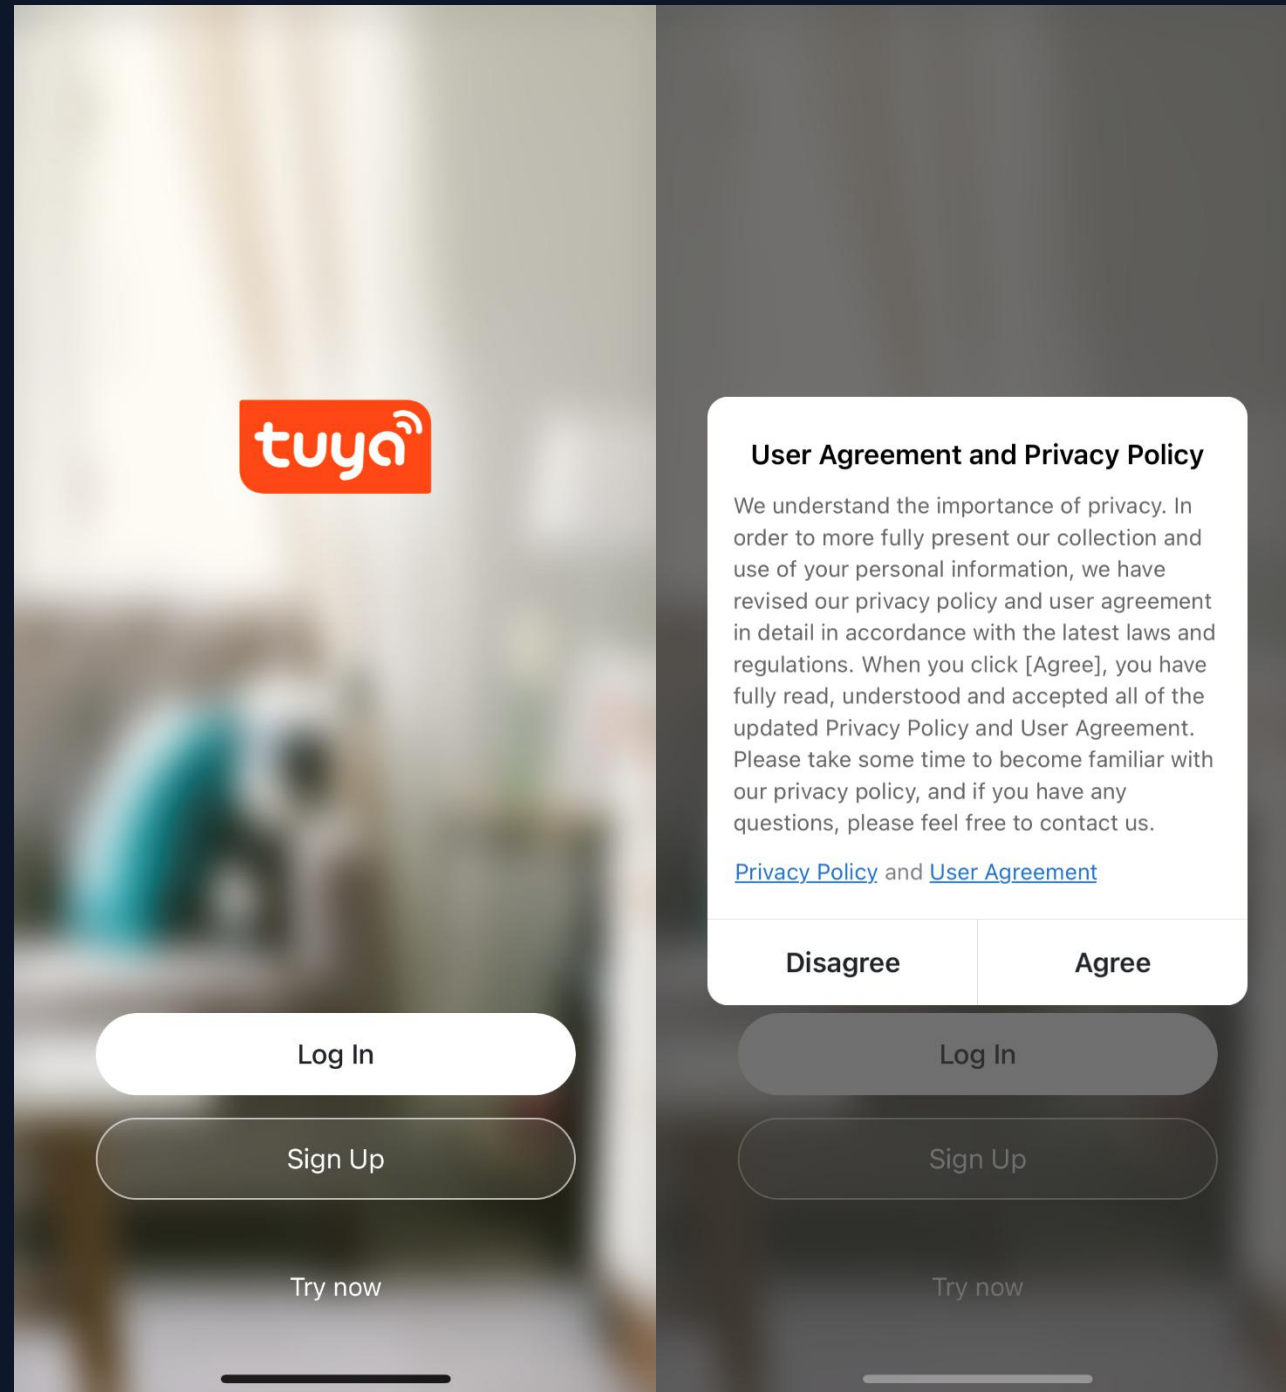 tuya
Log In
Sign Up
Try now
User Agreement and Privacy Policy
We understand the importance of privacy. In
order to more fully present our collection and
use of your personal information, we have
revised our privacy policy and user agreement
in detail in accordance with the latest laws and
regulations. When you click [Agree], you have
fully read, understood and accepted all of the
updated Privacy Policy and User Agreement.
Please take some time to become familiar with
our privacy policy, and if you have any
questions, please feel free to contact us.
Privacy Policy and User Agreement
Disagree Agree
Log In
Sign Up
Try now